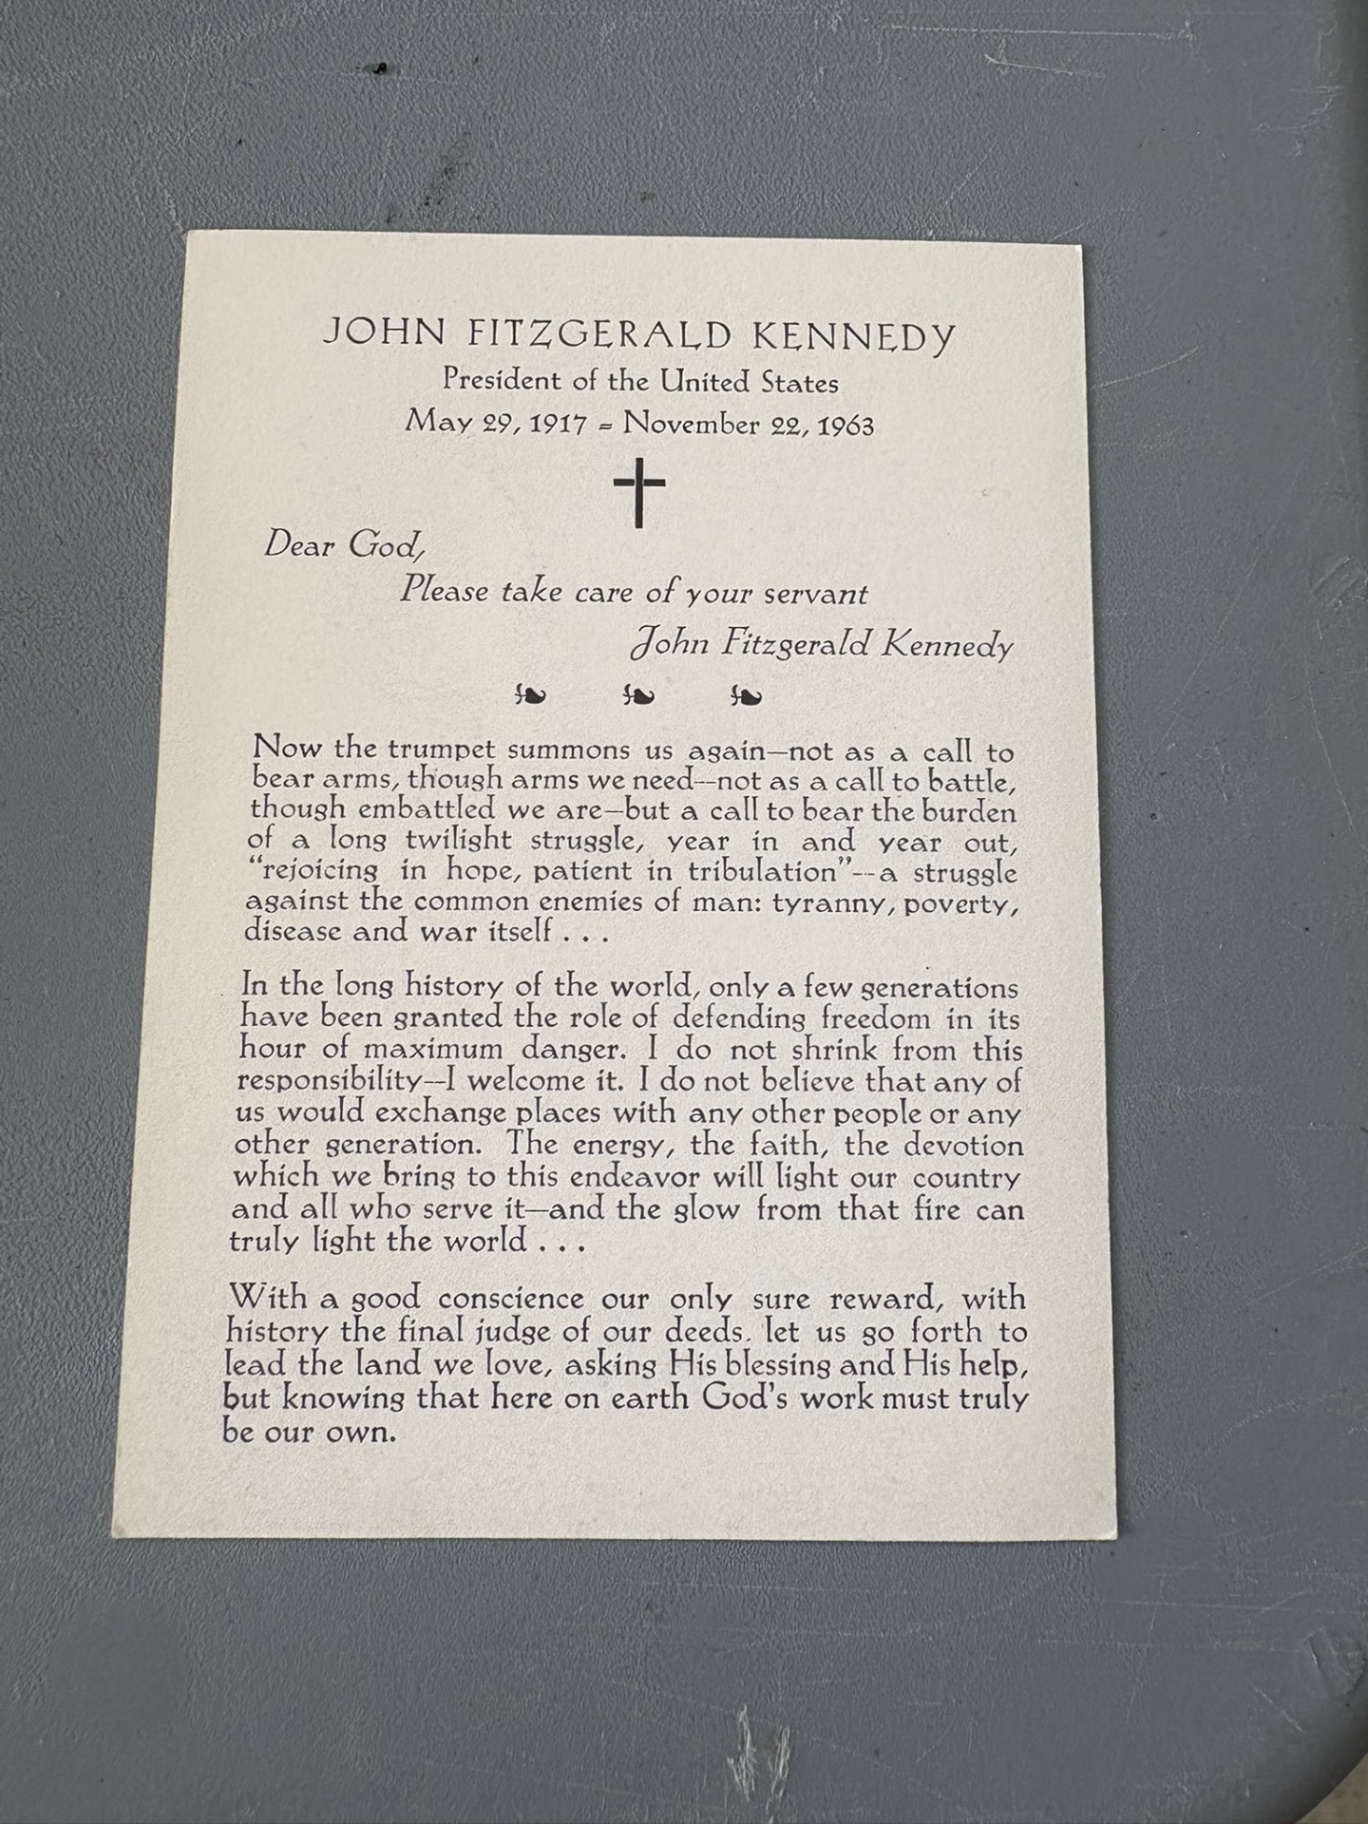 JOHN FITZGERALD KENNEDY
President of the United States
May 29, 1917 = November 22, 1963
Dear God,
Please take care of your servant
John Fitzgerald Kennedy
Now the trumpet summons us again—not as a call to
bear arms, though arms we need--not as a call to battle,
though embattled we are—but a call to bear the burden
of a long twilight struggle, year in and year out,
“rejoicing in hope, patient in tribulation”--a struggle
against the common enemies of man: tyranny, poverty,
disease and war itself . . .
In the long history of the world, only a few generations
have been granted the role of defending freedom in its
hour of maximum danger. I do not shrink from this
responsibility--I welcome it. I do not believe that any of
us would exchange places with any other people or any
other generation. The energy, the faith, the devotion
which we bring to this endeavor will light our country
and all who serve it—and the glow from that fire can
truly light the world . . .
With a good conscience our only sure reward, with
history the final judge of our deeds. let us go forth to
lead the land we love, asking His blessing and His help,
but knowing that here on earth God's work must truly
be our own.